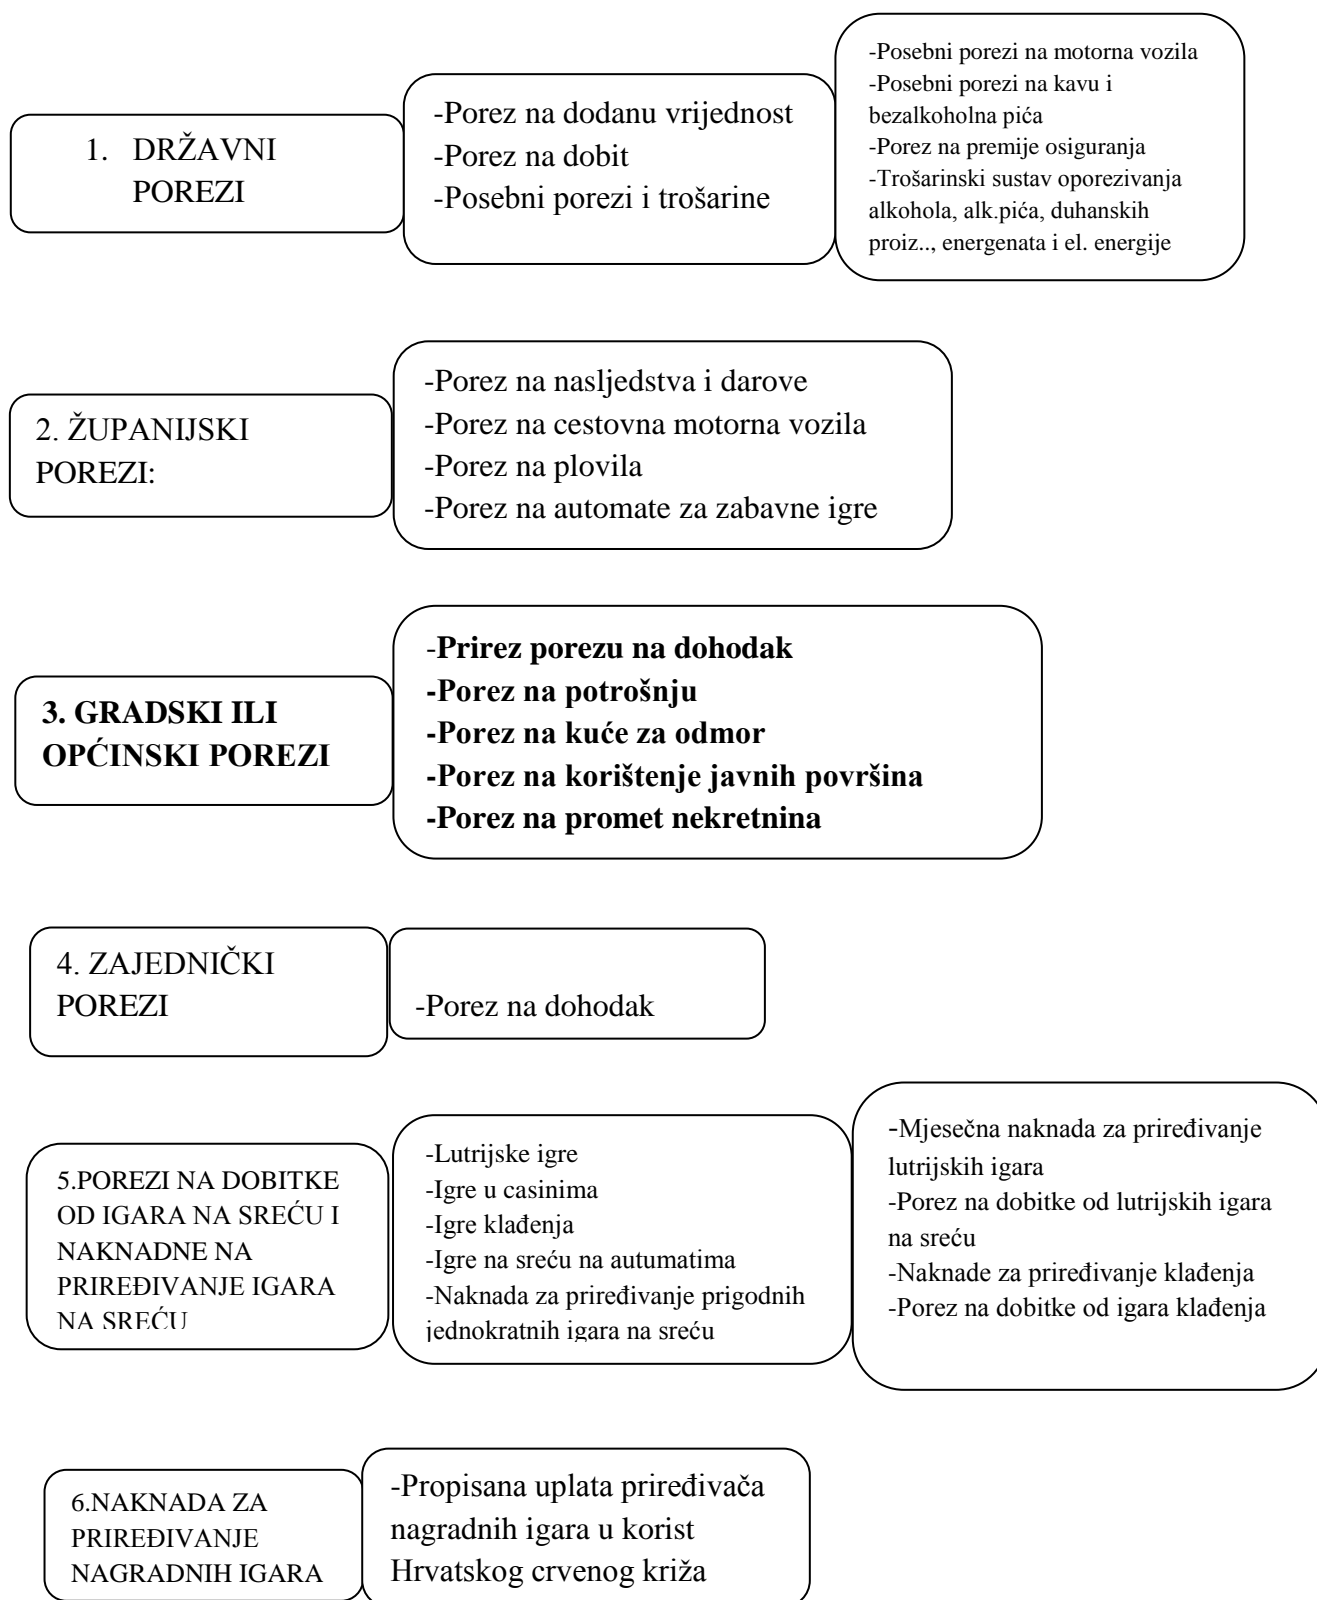 1. DRŽAVNI
POREZI
-Porez na dodanu vrijednost
-Porez na dobit
-Posebni porezi i trošarine
-Posebni porezi na motorna vozila
-Posebni porezi na kavu i
bezalkoholna pića
-Porez na premije osiguranja
-Trošarinski sustav oporezivanja
alkohola, alk.pića, duhanskih
proiz.., energenata i el. energije
2. ŽUPANIJSKI
POREZI:
-Porez na nasljedstva i darove
-Porez na cestovna motorna vozila
-Porez na plovila
-Porez na automate za zabavne igre
3. GRADSKI ILI
OPĆINSKI POREZI
-Prirez porezu na dohodak
-Porez na potrošnju
-Porez na kuće za odmor
-Porez na korištenje javnih površina
-Porez na promet nekretnina
4. ZAJEDNIČKI
POREZI
-Porez na dohodak
5.POREZI NA DOBITKE
OD IGARA NA SREĆU I
NAKNADNE NA
PRIREĐIVANJE IGARA
NA SREĆU
-Lutrijske igre
-Igre u casinima
-Igre klađenja
-Igre na sreću na autumatima
-Naknada za priređivanje prigodnih
jednokratnih igara na sreću
-Mjesečna naknada za priređivanje
lutrijskih igara
-Porez na dobitke od lutrijskih igara
na sreću
-Naknade za priređivanje klađenja
-Porez na dobitke od igara klađenja
6.NAKNADA ZA
PRIREĐIVANJE
NAGRADNIH IGARA
-Propisana uplata priređivača
nagradnih igara u korist
Hrvatskog crvenog križa